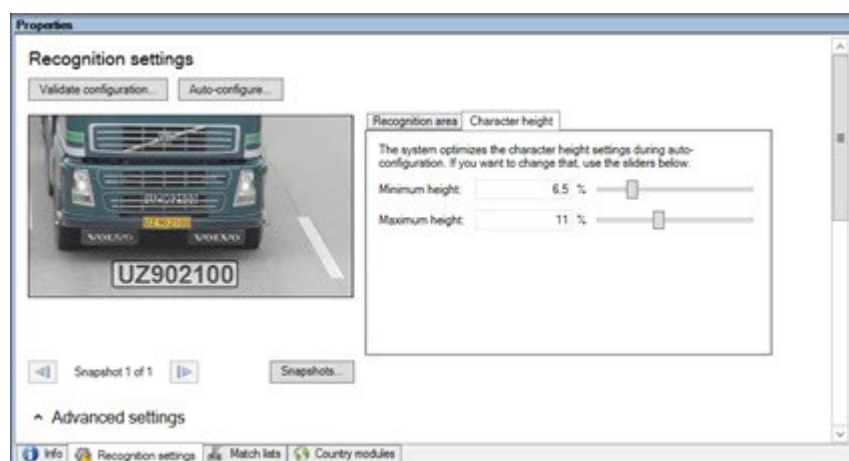 Properties
Recognition settings
Validate configuration...
Auto-configure...
Recognition area
Character height
The system optimizes the character height settings during auto-
configuration. If you want to change that, use the sliders below.
Minimum height:
6.5 %
Maximum height:
11 %
VOLVO VOLVO
UZ902100
Snapshot 1 of 1
Snapshots...
Advanced settings
Info
Recognition settings
Match lists
Country modules